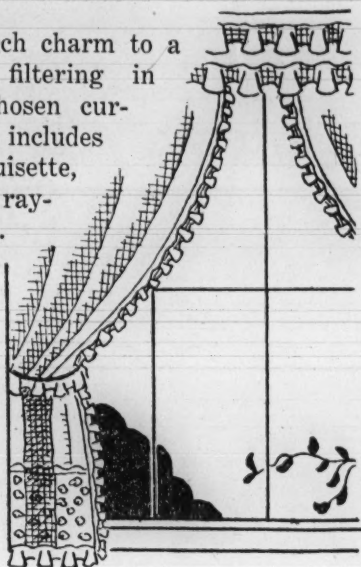 ch charm to a
filtering in
hosen cur-
includes
uisette,
ray-
.